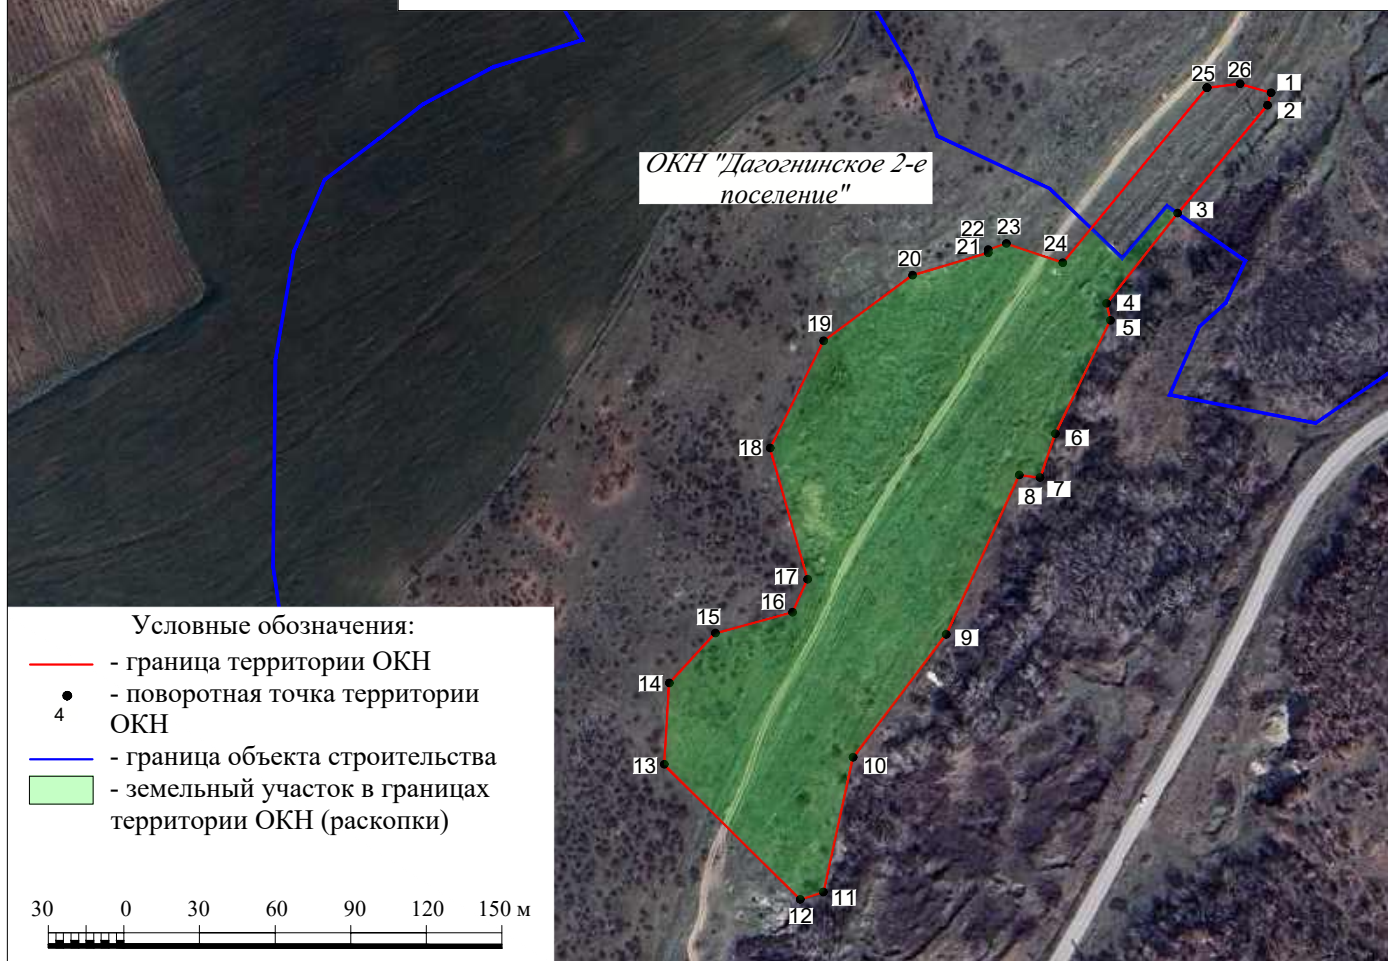 25
26
1
2
ОКН "Дагогнинское 2-е
поселение"
3
22
23
21
24
20
4
5
19
6
18
7
8
17
16
15
9
14
13
10
11
12
Условные обозначения:
- граница территории ОКН
- поворотная точка территории
4
ОКН
- граница объекта строительства
- земельный участок в границах
территории ОКН (раскопки)
30 0 30 60 90 120 150 м